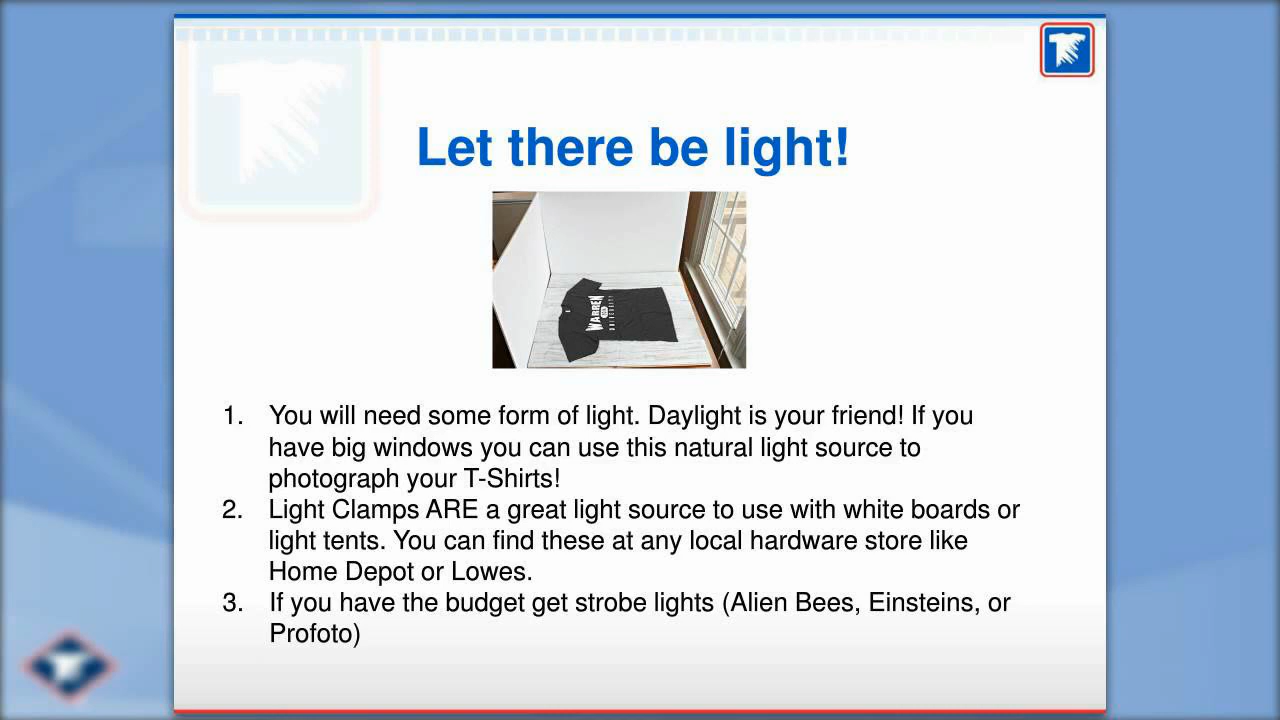 Let there be light!
WARREN
UNIVERSITY
1. You will need some form of light. Daylight is your friend! If you
have big windows you can use this natural light source to
photograph your T-Shirts!
2. Light Clamps ARE a great light source to use with white boards or
light tents. You can find these at any local hardware store like
Home Depot or Lowes.
3. If you have the budget get strobe lights (Alien Bees, Einsteins, or
Profoto)